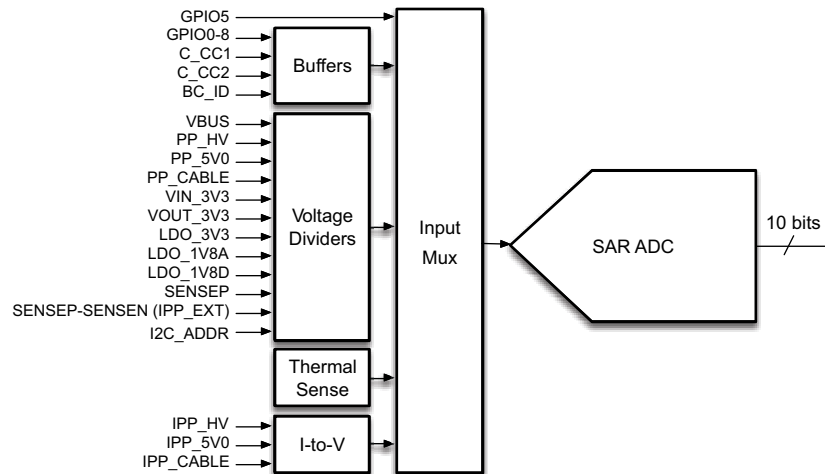 GPIO5
GPIO0-8
C_CC1
C_CC2
BC_ID
Buffers
VBUS
PP_HV
PP_5V0
PP_CABLE
VIN_3V3
VOUT_3V3
LDO_3V3
LDO_1V8A
LDO_1V8D
SENSEP
SENSEP-SENSEN (IPP_EXT)
I2C_ADDR
Voltage
Dividers
Thermal
Sense
IPP_HV
IPP_5V0
IPP_CABLE
I-to-V
Input
Mux
SAR ADC
10 bits